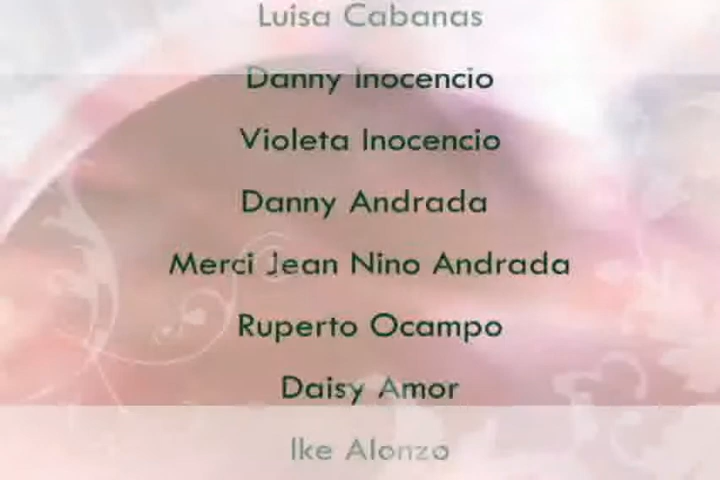 Luisa Cabanas
Danny Inocencio
Violeta Inocencio
Danny Andrada
Merci Jean Nino Andrada
Ruperto Ocampo
Daisy Amor
Ike Alonzo